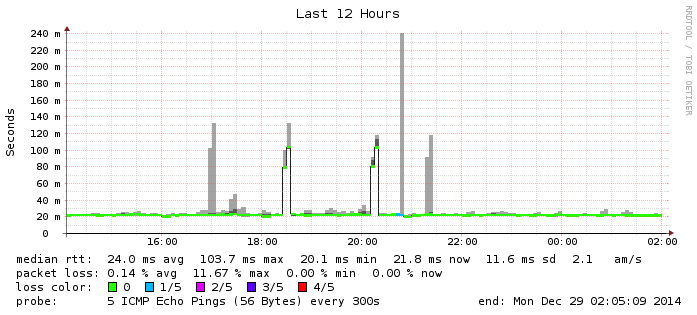 Last 12 Hours
RRDTOOL / TOBI OETIKER
Seconds
240 m
220 m
200 m
180 m
160 m
140 m
120 m
100 m
80 m
60 m
40 m
20 m
0
16:00 18:00 20:00 22:00 00:00 02:00
median rtt: 24.0 ms avg 103.7 ms max 20.1 ms min 21.8 ms now 11.6 ms sd 2.1 am/s
packet loss: 0.14 % avg 11.67 % max 0.00 % min 0.00 % now
loss color: 0 1/5 2/5 3/5 4/5
probe: 5 ICMP Echo Pings (56 Bytes) every 300s end: Mon Dec 29 02:05:09 2014